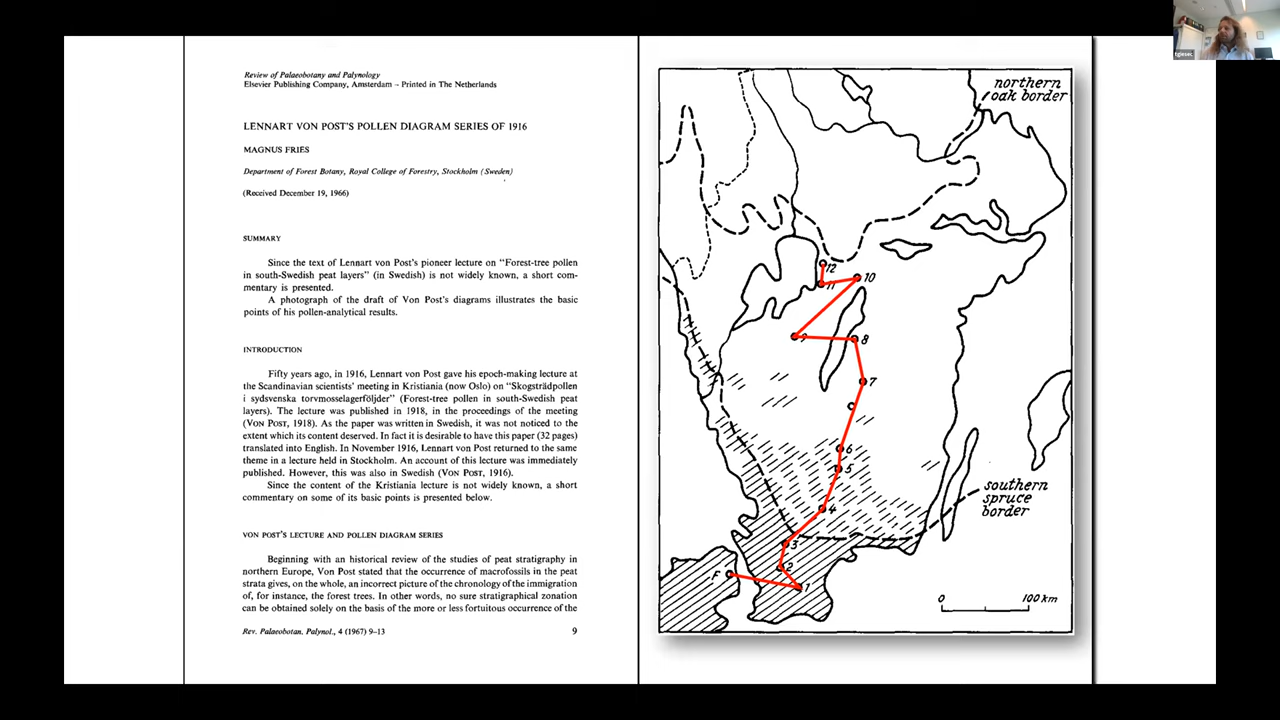 Review of Palaeobotany and Palynology
Elsevier Publishing Company, Amsterdam – Printed in The Netherlands
LENNART VON POST'S POLLEN DIAGRAM SERIES OF 1916
MAGNUS FRIES
Department of Forest Botany, Royal College of Forestry, Stockholm (Sweden)
(Received December 19, 1966)
SUMMARY
Since the text of Lennart von Post's pioneer lecture on "Forest-tree pollen
in south-Swedish peat layers" (in Swedish) is not widely known, a short com-
mentary is presented.
A photograph of the draft of Von Post's diagrams illustrates the basic
points of his pollen-analytical results.
INTRODUCTION
Fifty years ago, in 1916, Lennart von Post gave his epoch-making lecture at
the Scandinavian scientists' meeting in Kristiania (now Oslo) on "Skogsträdpollen
i sydsvenska torvmosselagerföljder" (Forest-tree pollen in south-Swedish peat
layers). The lecture was published in 1918, in the proceedings of the meeting
(VON POST, 1918). As the paper was written in Swedish, it was not noticed to the
extent which its content deserved. In fact it is desirable to have this paper (32 pages)
translated into English. In November 1916, Lennart von Post returned to the same
theme in a lecture held in Stockholm. An account of this lecture was immediately
published. However, this was also in Swedish (VON POST, 1916).
Since the content of the Kristiania lecture is not widely known, a short
commentary on some of its basic points is presented below.
VON POST'S LECTURE AND POLLEN DIAGRAM SERIES
Beginning with an historical review of the studies of peat stratigraphy in
northern Europe, Von Post stated that the occurrence of macrofossils in the peat
strata gives, on the whole, an incorrect picture of the chronology of the immigration
of, for instance, the forest trees. In other words, no sure stratigraphical zonation
can be obtained solely on the basis of the more or less fortuitous occurrence of the
Rev. Palaeobotan. Palynol., 4 (1967) 9–13
9
northern
oak border
12
11
10
9
8
7
6
5
4
3
2
1
F
southern
spruce
border
0 100 km